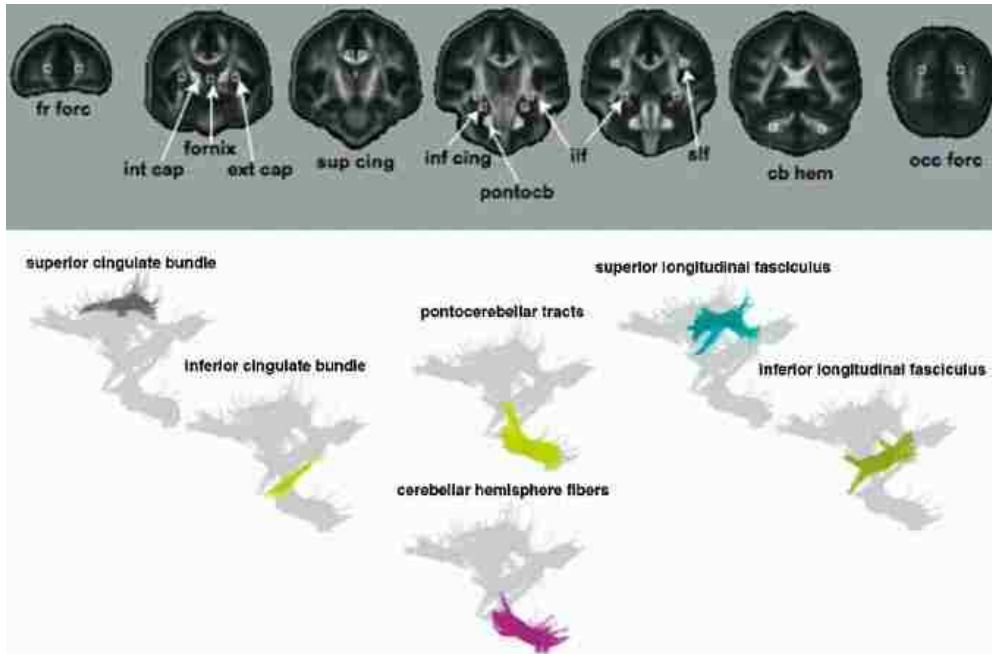 fr forc
int cap
fornix
ext cap
sup cing
inf cing
pontocb
ilf
slf
cb hem
occ forc
superior cingulate bundle
inferior cingulate bundle
pontocerebellar tracts
cerebellar hemisphere fibers
superior longitudinal fasciculus
inferior longitudinal fasciculus